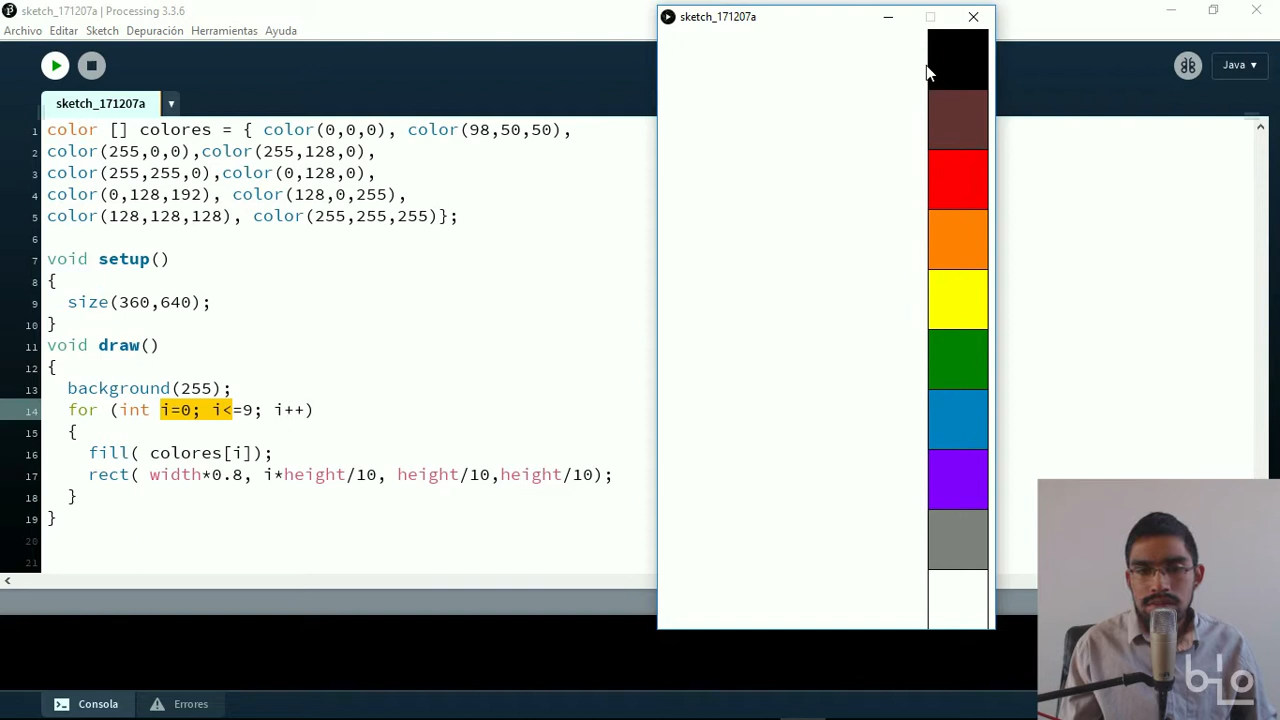 sketch_171207a | Processing 3.3.6
Archivo Editar Sketch Depuración Herramientas Ayuda
Java ▾
sketch_171207a
1 color [] colores = { color(0,0,0), color(98,50,50),
2 color(255,0,0),color(255,128,0),
3 color(255,255,0),color(0,128,0),
4 color(0,128,192), color(128,0,255),
5 color(128,128,128), color(255,255,255)};
6
7 void setup()
8 {
9 size(360,640);
10 }
11 void draw()
12 {
13 background(255);
14 for (int i=0; i<=9; i++)
15 {
16 fill( colores[i]);
17 rect( width*0.8, i*height/10, height/10,height/10);
18 }
19 }
20
21
sketch_171207a
Consola Errores
blo